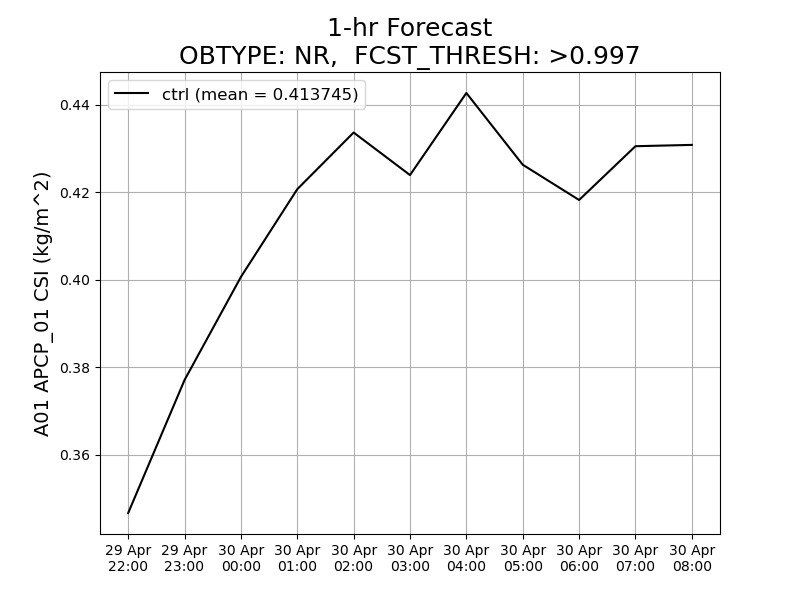 1-hr Forecast
OBTYPE: NR,  FCST_THRESH: >0.997
ctrl (mean = 0.413745)
A01 APCP_01 CSI (kg/m^2)
0.44
0.42
0.40
0.38
0.36
29 Apr 29 Apr 30 Apr 30 Apr 30 Apr 30 Apr 30 Apr 30 Apr 30 Apr 30 Apr 30 Apr
22:00 23:00 00:00 01:00 02:00 03:00 04:00 05:00 06:00 07:00 08:00